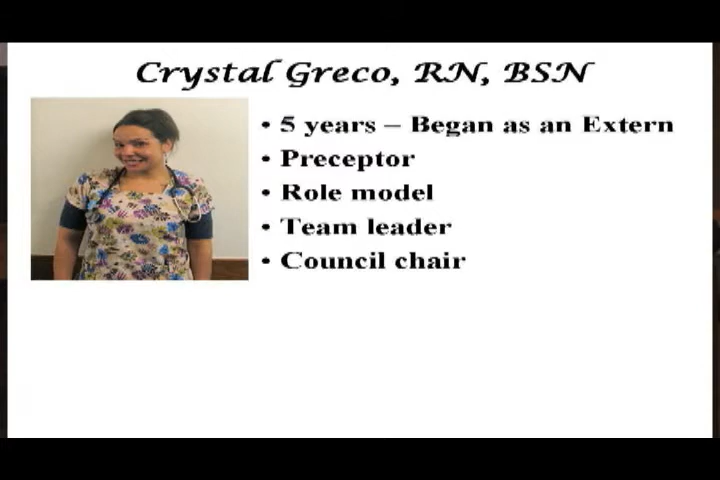 Crystal Greco, RN, BSN
• 5 years – Began as an Extern
• Preceptor
• Role model
• Team leader
• Council chair